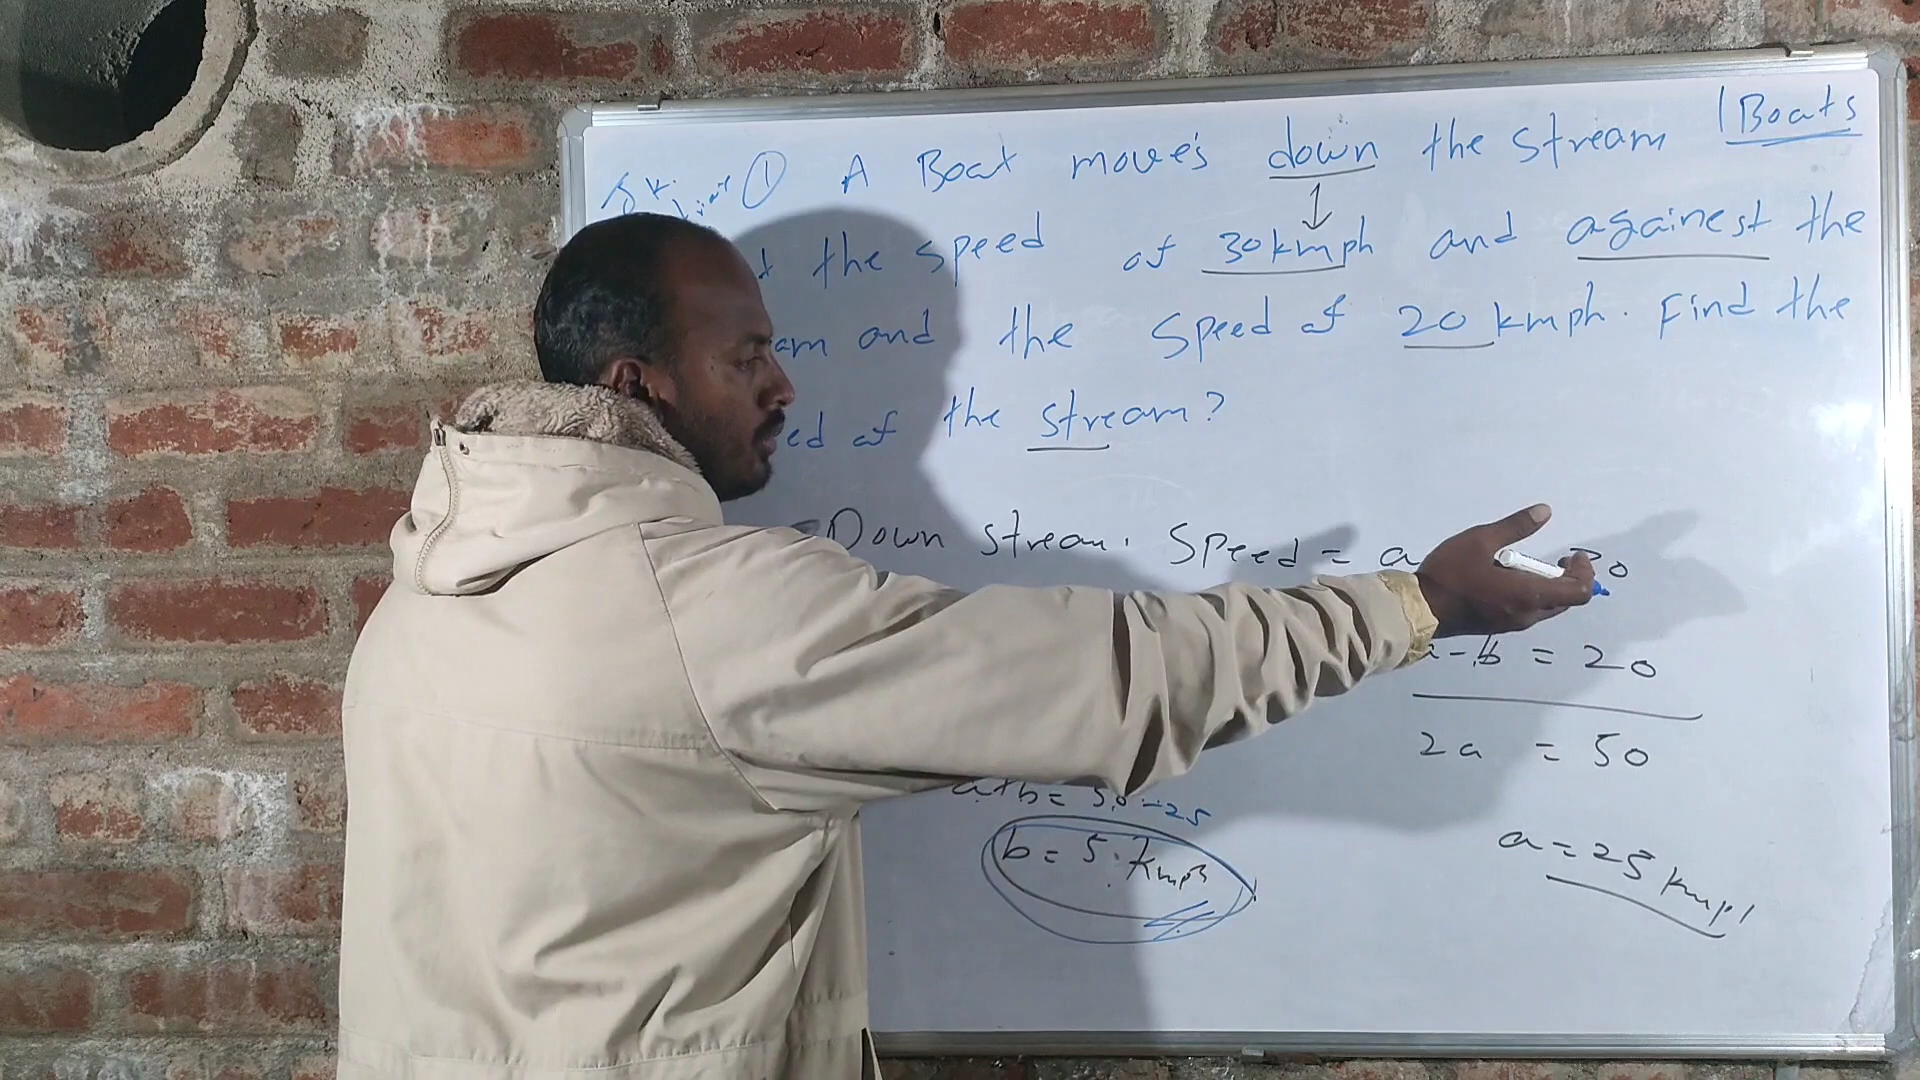 Boats
① A Boat move's down the stream
the speed of 30kmph and againest the
am and the speed of 20 kmph. Find the
ed of the stream?
Down stream. Speed = a 30
a-b = 20
2a = 50
a+b = 30-25
b = 5. kmph
a = 25 kmph